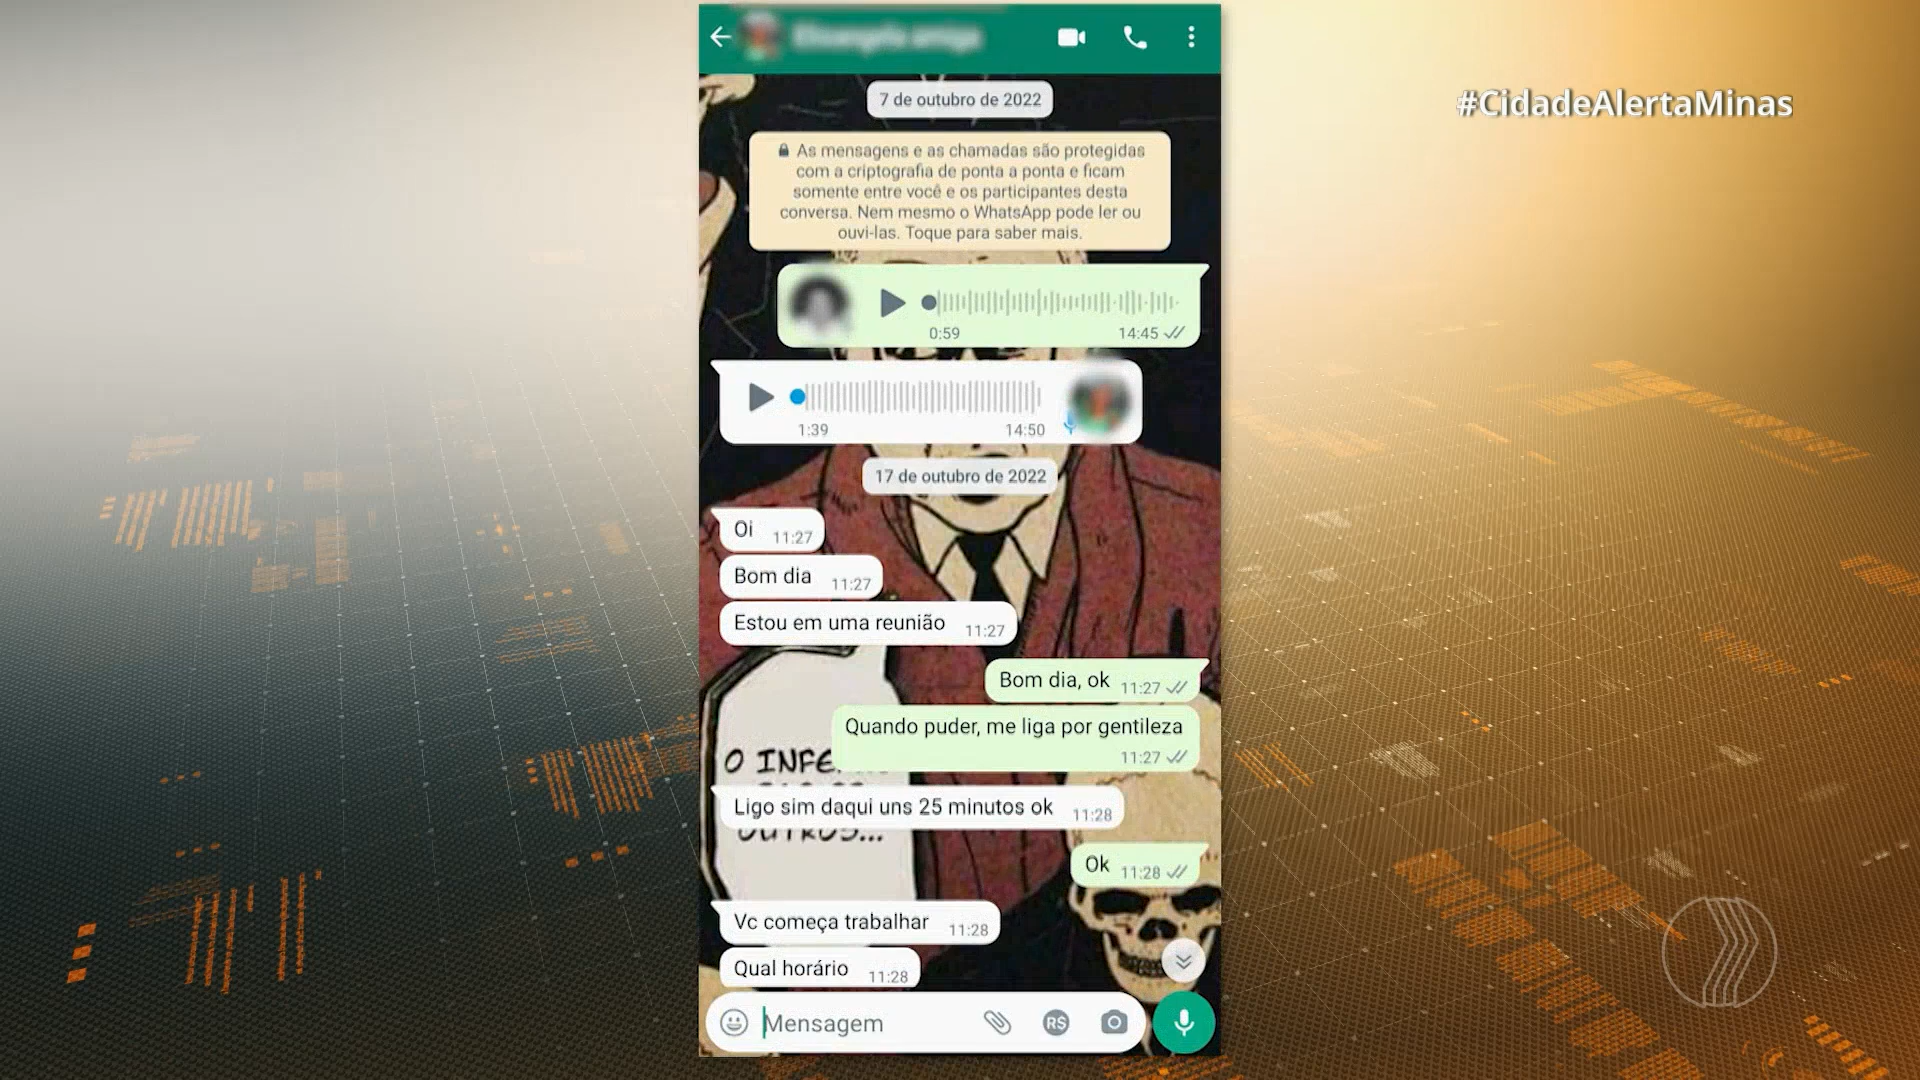 #CidadeAlertaMinas
7 de outubro de 2022
As mensagens e as chamadas são protegidas
com a criptografia de ponta a ponta e ficam
somente entre você e os participantes desta
conversa. Nem mesmo o WhatsApp pode ler ou
ouvi-las. Toque para saber mais.
0:59 14:45
1:39 14:50
17 de outubro de 2022
Oi 11:27
Bom dia 11:27
Estou em uma reunião 11:27
Bom dia, ok 11:27
Quando puder, me liga por gentileza
11:27
O
Ligo sim daqui uns 25 minutos ok 11:28
OUTROS...
Ok 11:28
Vc começa trabalhar 11:28
Qual horário 11:28
Mensagem
R$